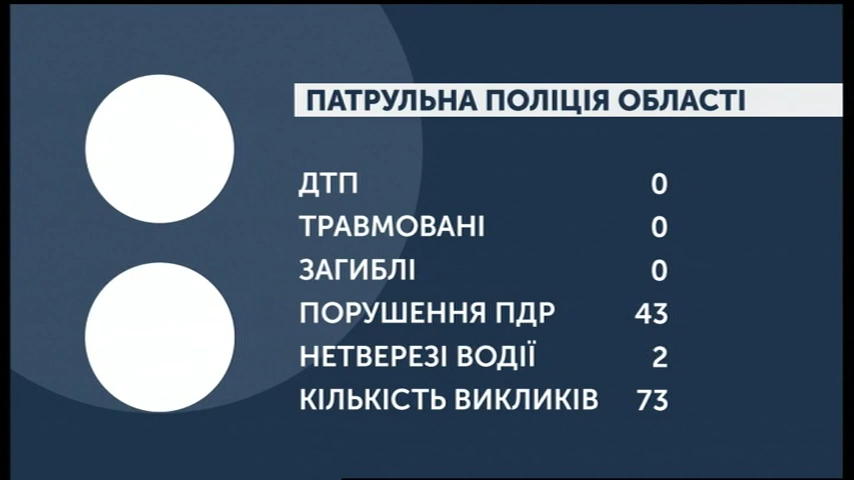 ПАТРУЛЬНА ПОЛІЦІЯ ОБЛАСТІ
ДТП 0
ТРАВМОВАНІ 0
ЗАГИБЛІ 0
ПОРУШЕННЯ ПДР 43
НЕТВЕРЕЗІ ВОДІЇ 2
КІЛЬКІСТЬ ВИКЛИКІВ 73